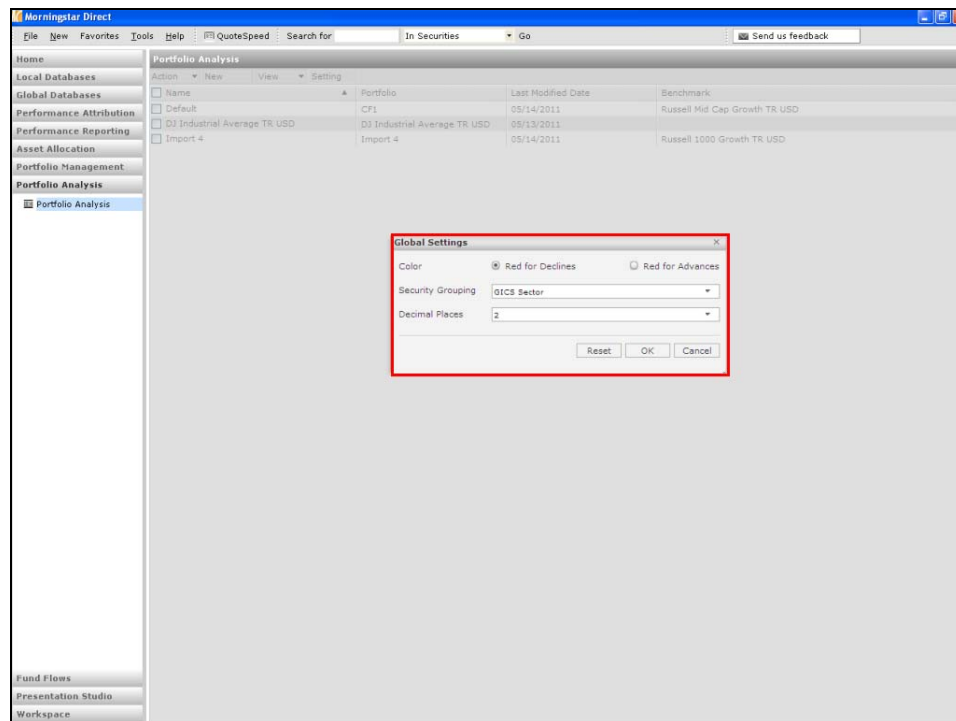 Morningstar Direct
File New Favorites Tools Help QuoteSpeed Search for In Securities Go Send us feedback
Home
Local Databases
Global Databases
Performance Attribution
Performance Reporting
Asset Allocation
Portfolio Management
Portfolio Analysis
Portfolio Analysis
Fund Flows
Presentation Studio
Workspace
Portfolio Analysis
Action New View Setting
Name Portfolio Last Modified Date Benchmark
Default CF1 05/14/2011 Russell Mid Cap Growth TR USD
DJ Industrial Average TR USD DJ Industrial Average TR USD 05/13/2011
Import 4 Import 4 05/14/2011 Russell 1000 Growth TR USD
Global Settings
Color Red for Declines Red for Advances
Security Grouping GICS Sector
Decimal Places 2
Reset OK Cancel